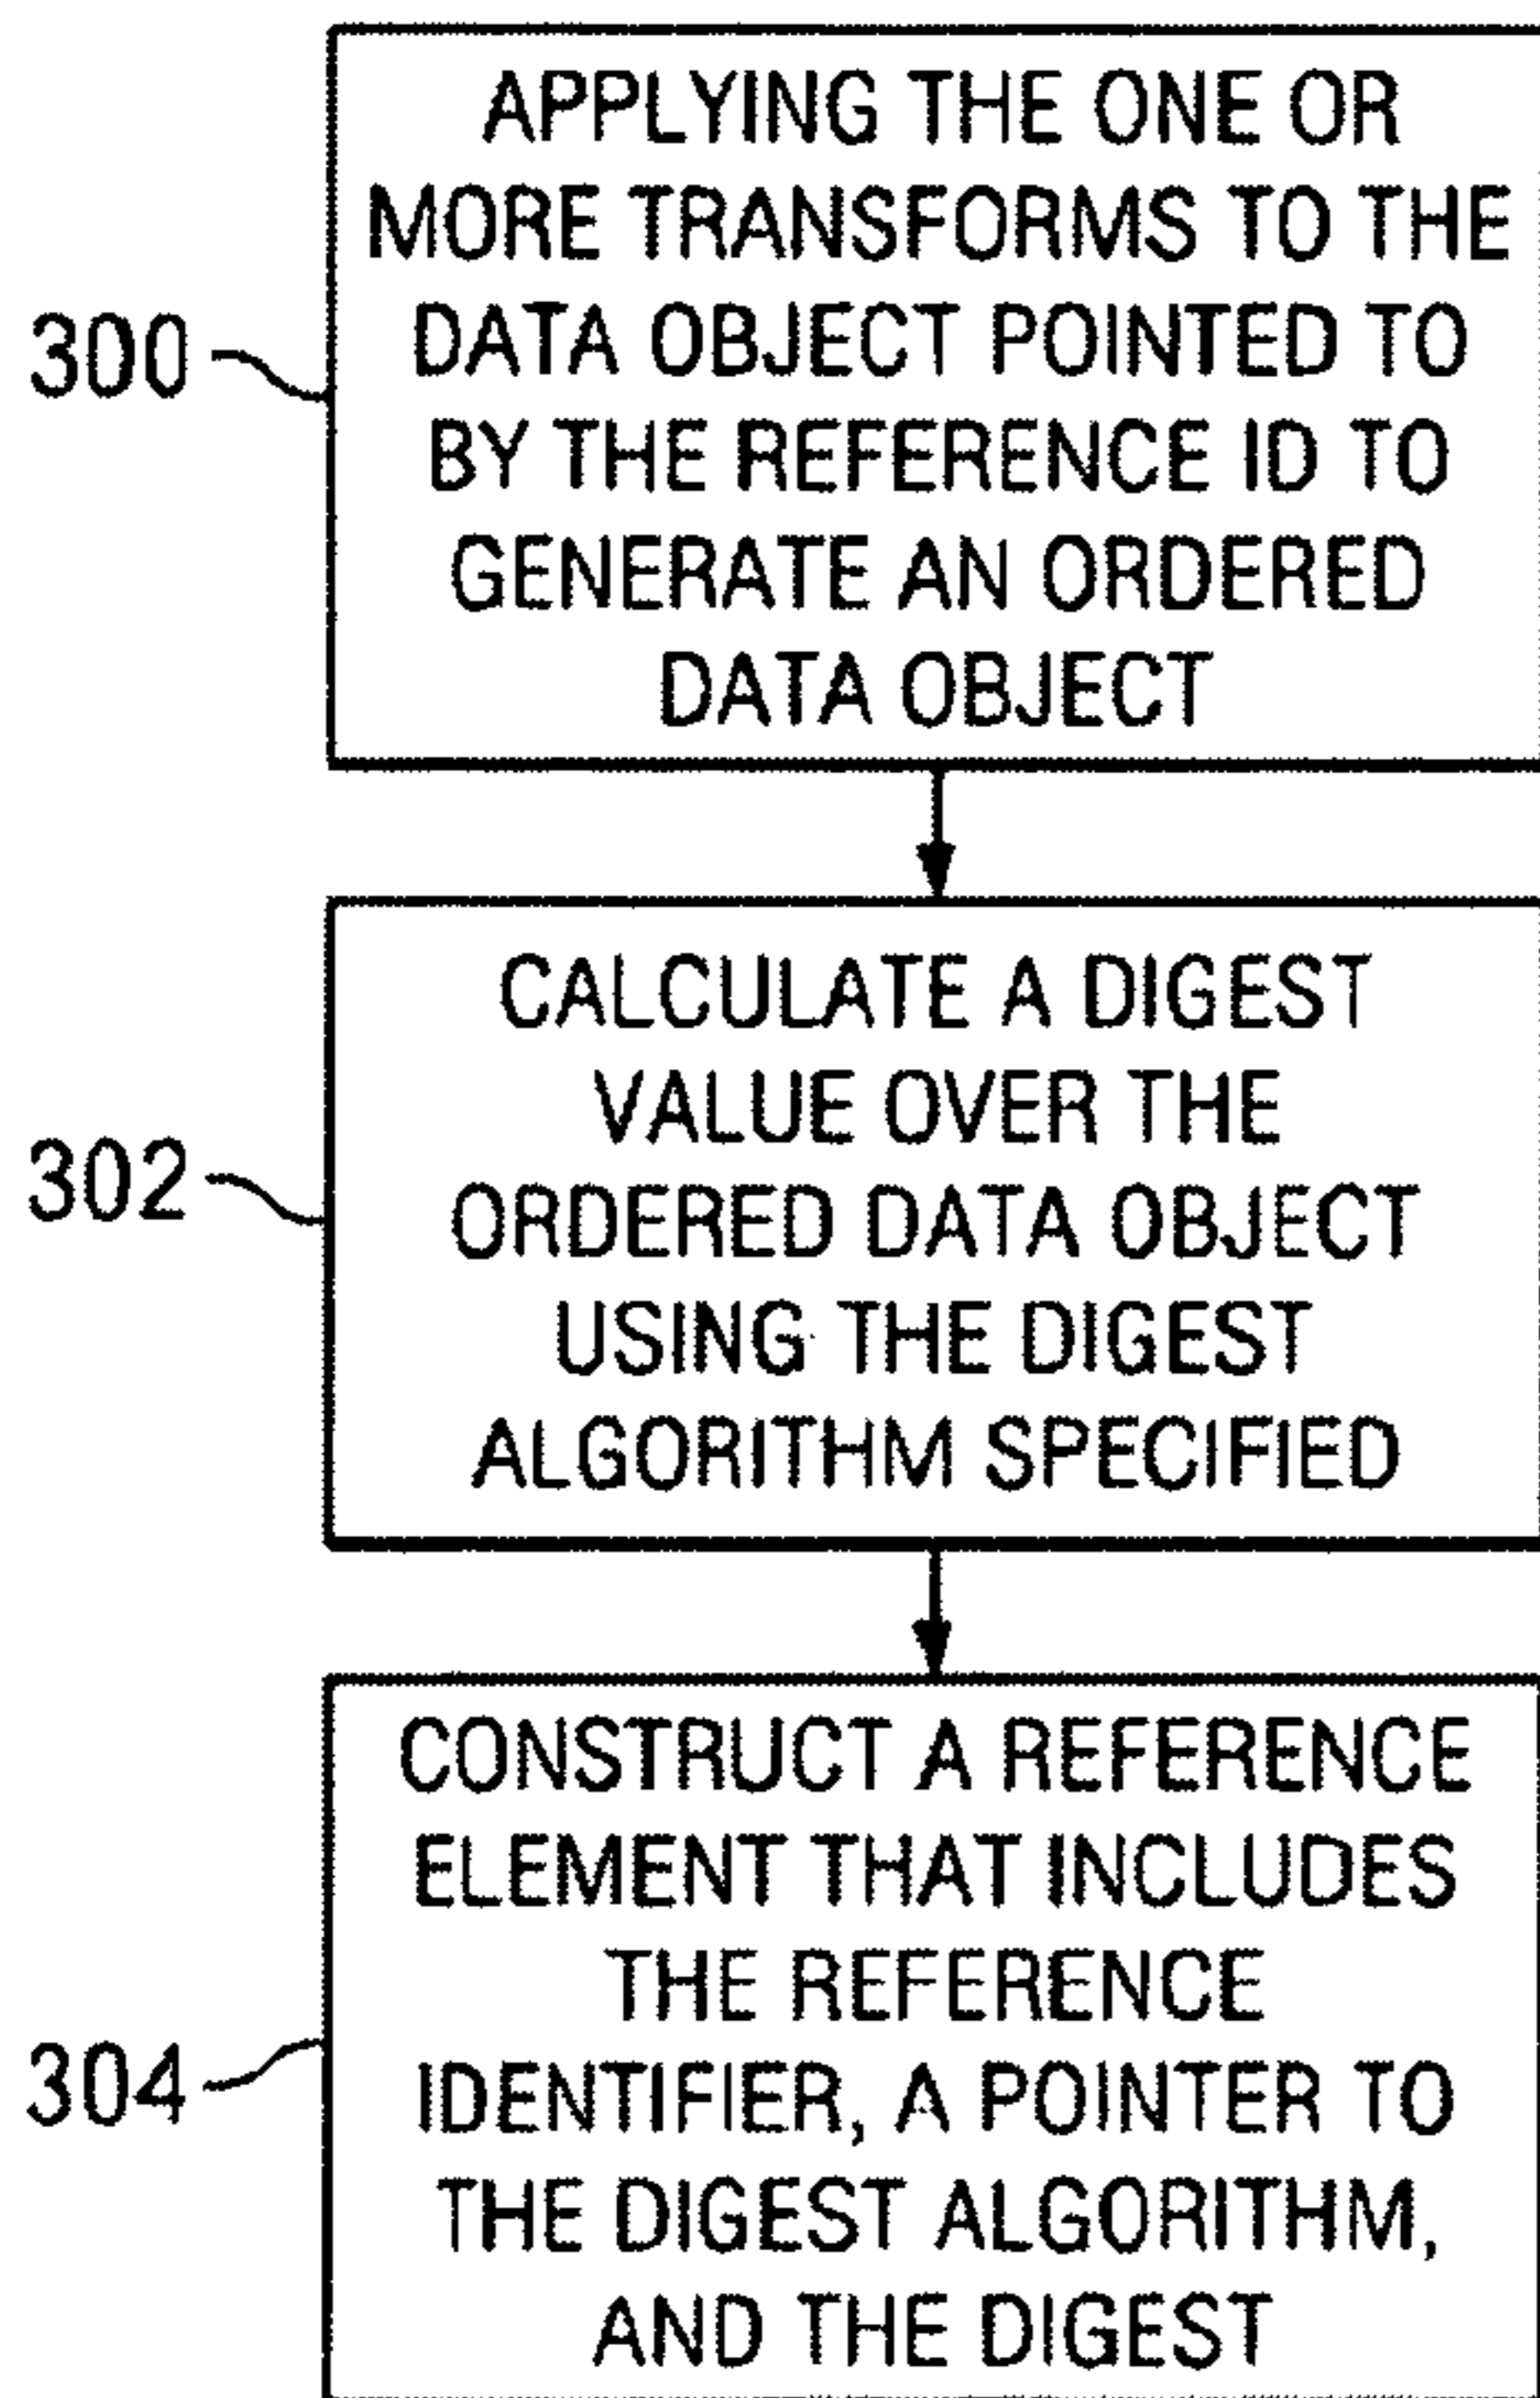 APPLYING THE ONE OR
MORE TRANSFORMS TO THE
DATA OBJECT POINTED TO
BY THE REFERENCE ID TO
GENERATE AN ORDERED
DATA OBJECT
300
CALCULATE A DIGEST
VALUE OVER THE
ORDERED DATA OBJECT
USING THE DIGEST
ALGORITHM SPECIFIED
302
CONSTRUCT A REFERENCE
ELEMENT THAT INCLUDES
THE REFERENCE
IDENTIFIER, A POINTER TO
THE DIGEST ALGORITHM,
AND THE DIGEST
304